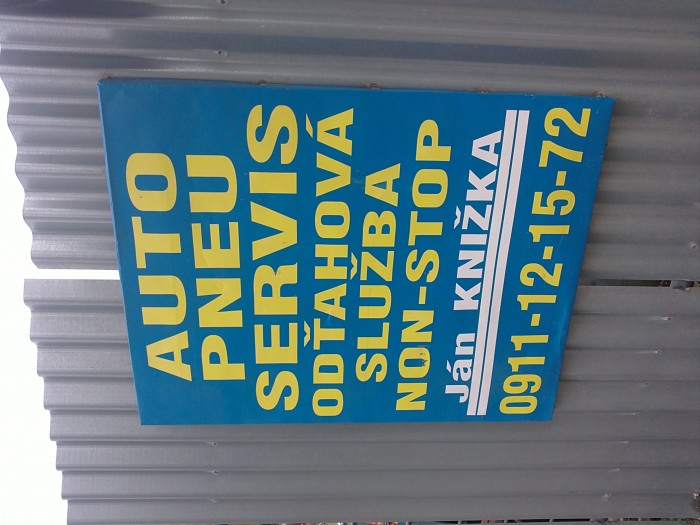 AUTO
PNEU
SERVIS
ODŤAHOVÁ
SLUŽBA
NON-STOP
Ján KNIŽKA
0911-12-15-72